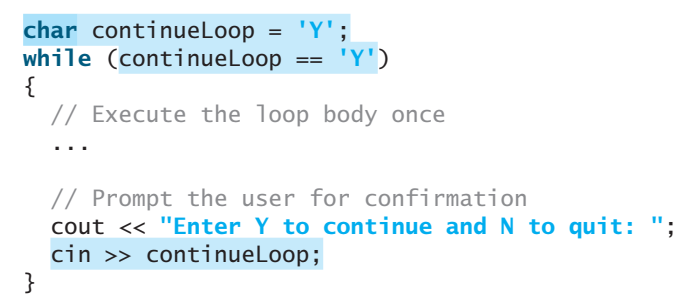 char continueLoop = 'Y';
while (continueLoop == 'Y')
{
  // Execute the loop body once
  ...
  // Prompt the user for confirmation
  cout << "Enter Y to continue and N to quit: ";
  cin >> continueLoop;
}